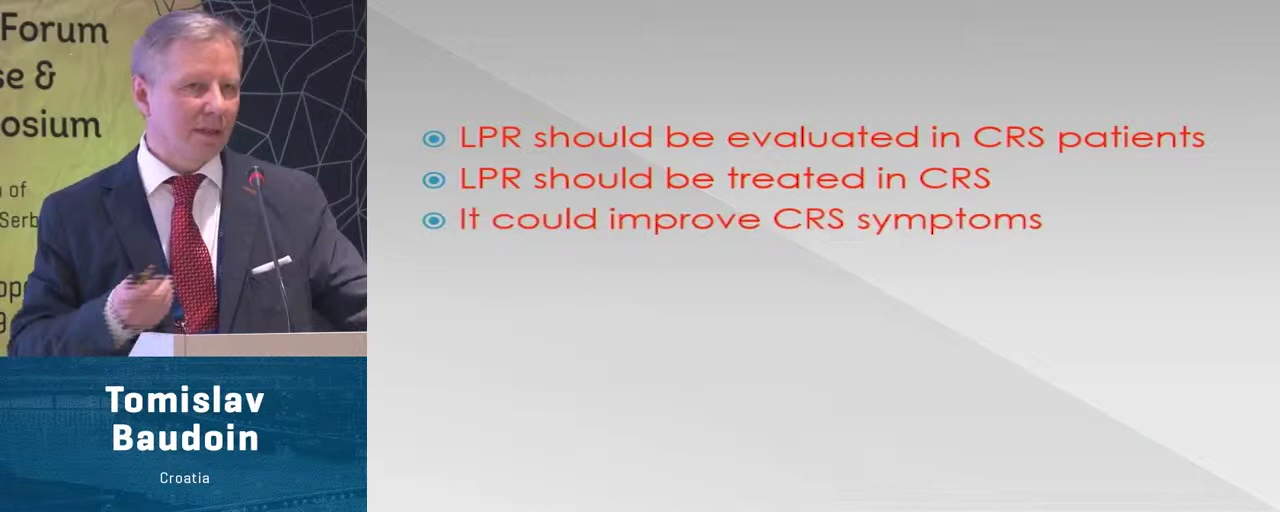 Forum
se &
osium
n of
Serb
9
Tomislav
Baudoin
Croatia
LPR should be evaluated in CRS patients
LPR should be treated in CRS
It could improve CRS symptoms